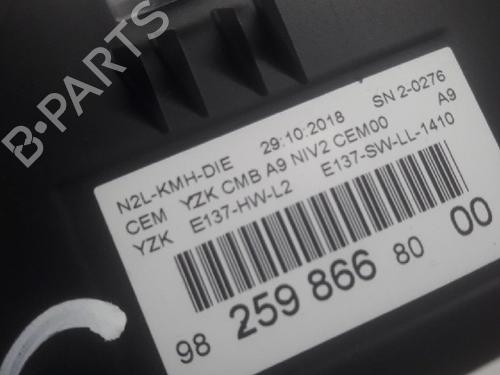 B-PARTS
N2L-KMH-DIE 29:10:2018 SN 2-0276
CEM YZK CMB A9 NIV2 CEM00 A9
YZK E137-HW-L2 E137-SW-LL-1410
98 259 866 80 00